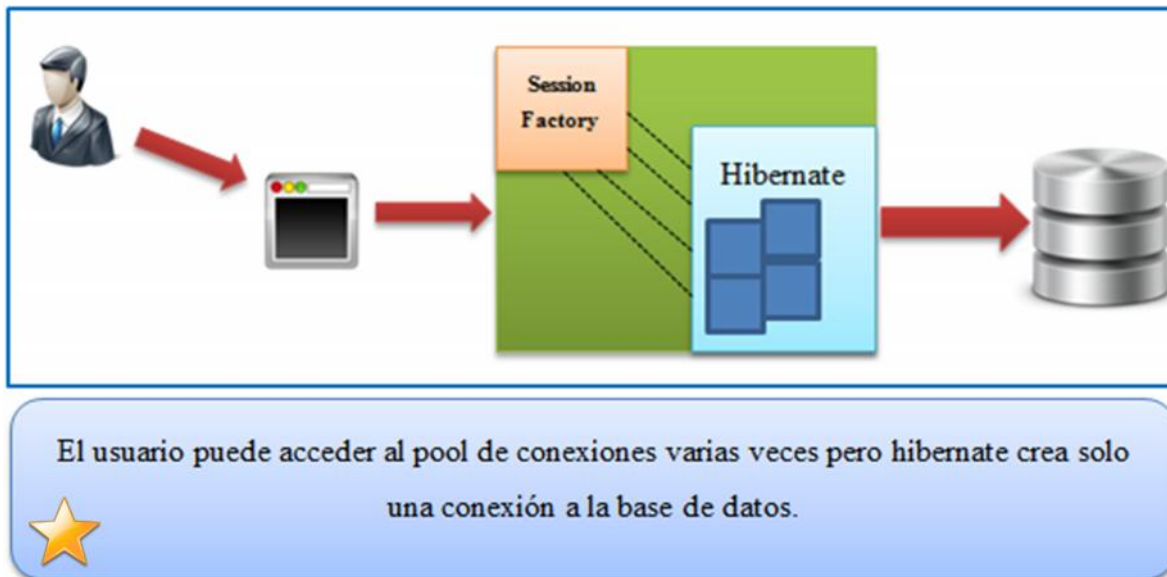 Session
Factory
Hibernate
El usuario puede acceder al pool de conexiones varias veces pero hibernate crea solo
una conexión a la base de datos.